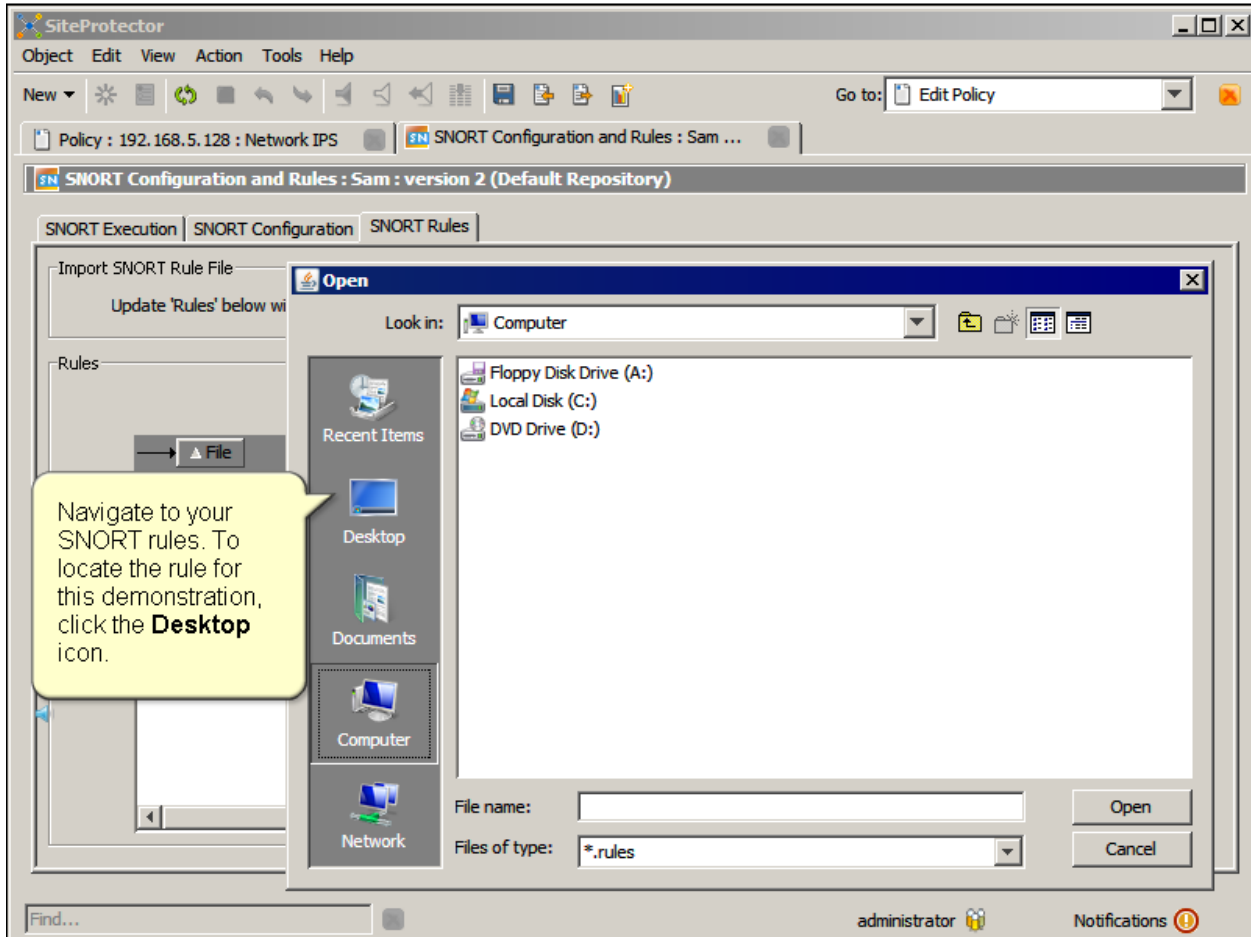 SiteProtector
Object Edit View Action Tools Help
New Go to: Edit Policy
Policy : 192.168.5.128 : Network IPS SNORT Configuration and Rules : Sam ...
SN SNORT Configuration and Rules : Sam : version 2 (Default Repository)
SNORT Execution SNORT Configuration SNORT Rules
Import SNORT Rule File
Update 'Rules' below wi
Rules
File
Open
Look in: Computer
Recent Items
Desktop
Documents
Computer
Network
Floppy Disk Drive (A:)
Local Disk (C:)
DVD Drive (D:)
Navigate to your
SNORT rules. To
locate the rule for
this demonstration,
click the Desktop
icon.
File name: Open
Files of type: *.rules Cancel
Find... administrator Notifications